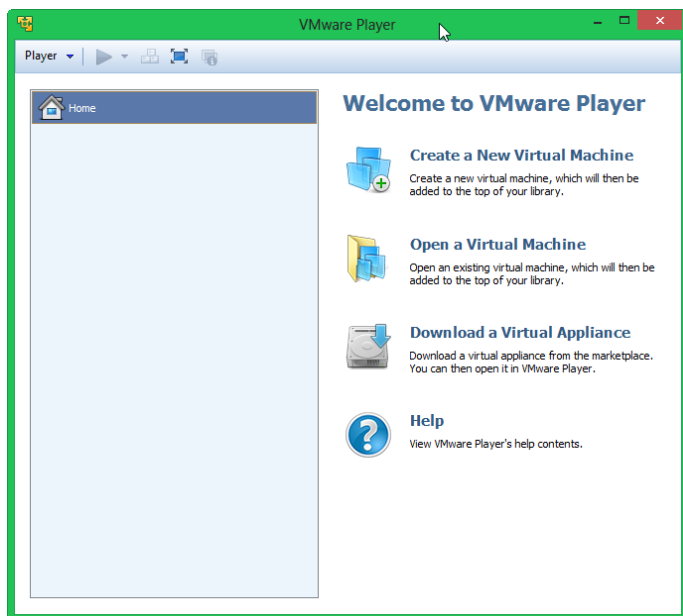 VMware Player
Player
Home
Welcome to VMware Player
Create a New Virtual Machine
Create a new virtual machine, which will then be
added to the top of your library.
Open a Virtual Machine
Open an existing virtual machine, which will then be
added to the top of your library.
Download a Virtual Appliance
Download a virtual appliance from the marketplace.
You can then open it in VMware Player.
Help
View VMware Player's help contents.